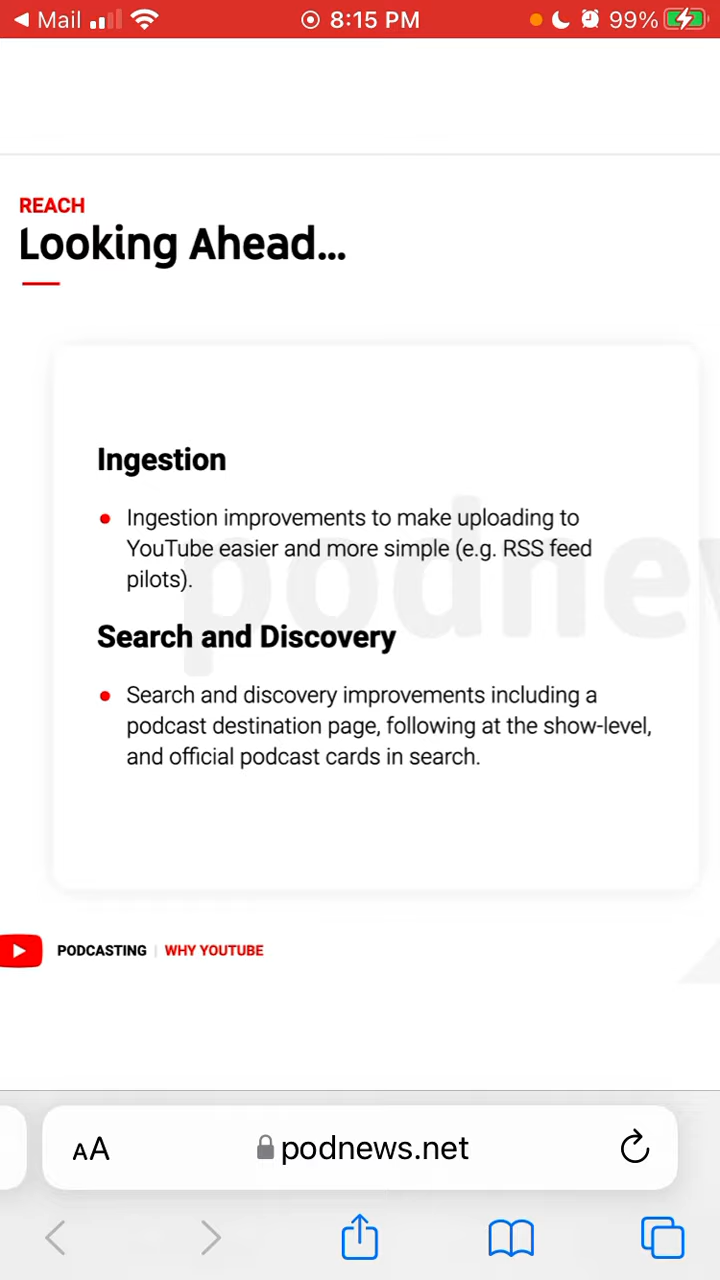 Mail 8:15 PM 99%
REACH
Looking Ahead...
Ingestion
Ingestion improvements to make uploading to
YouTube easier and more simple (e.g. RSS feed
pilots).
Search and Discovery
Search and discovery improvements including a
podcast destination page, following at the show-level,
and official podcast cards in search.
podnew
PODCASTING | WHY YOUTUBE
AA podnews.net